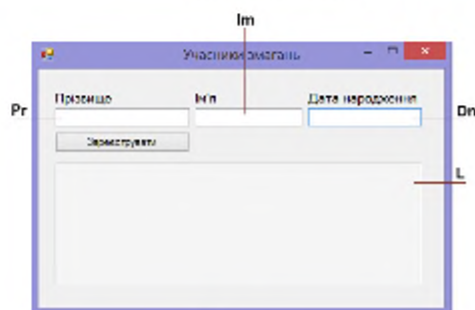 Im
Учасники змагань
Прізвище Ім'я Дата народження
Pr Dn
Зареєструвати
L